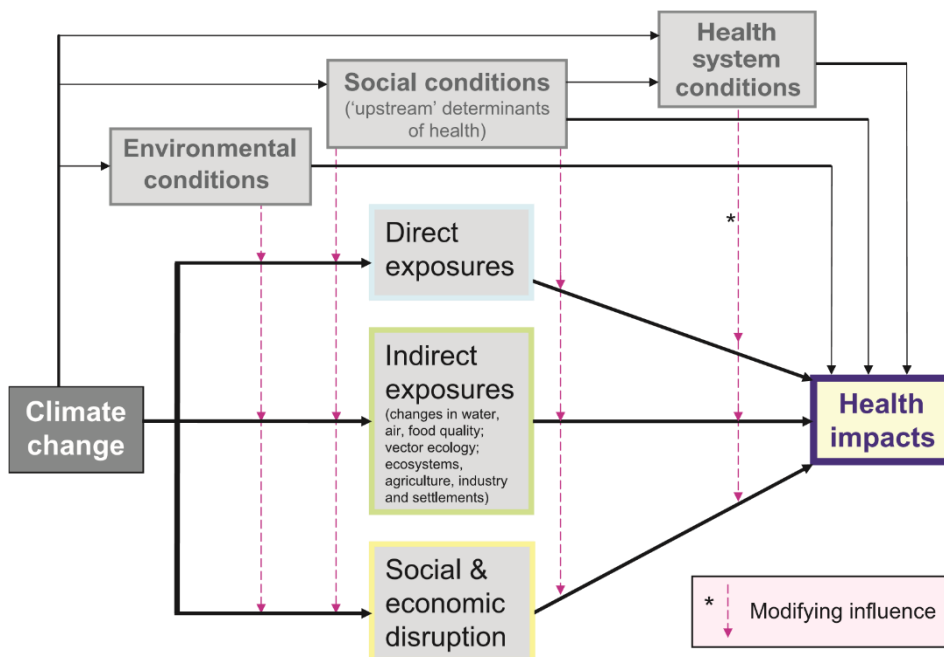 Health
system
conditions
Social conditions
(‘upstream’ determinants
of health)
Environmental
conditions
*
Direct
exposures
Indirect
exposures
(changes in water,
air, food quality;
vector ecology;
ecosystems,
agriculture, industry
and settlements)
Climate
change
Health
impacts
Social &
economic
disruption
* Modifying influence